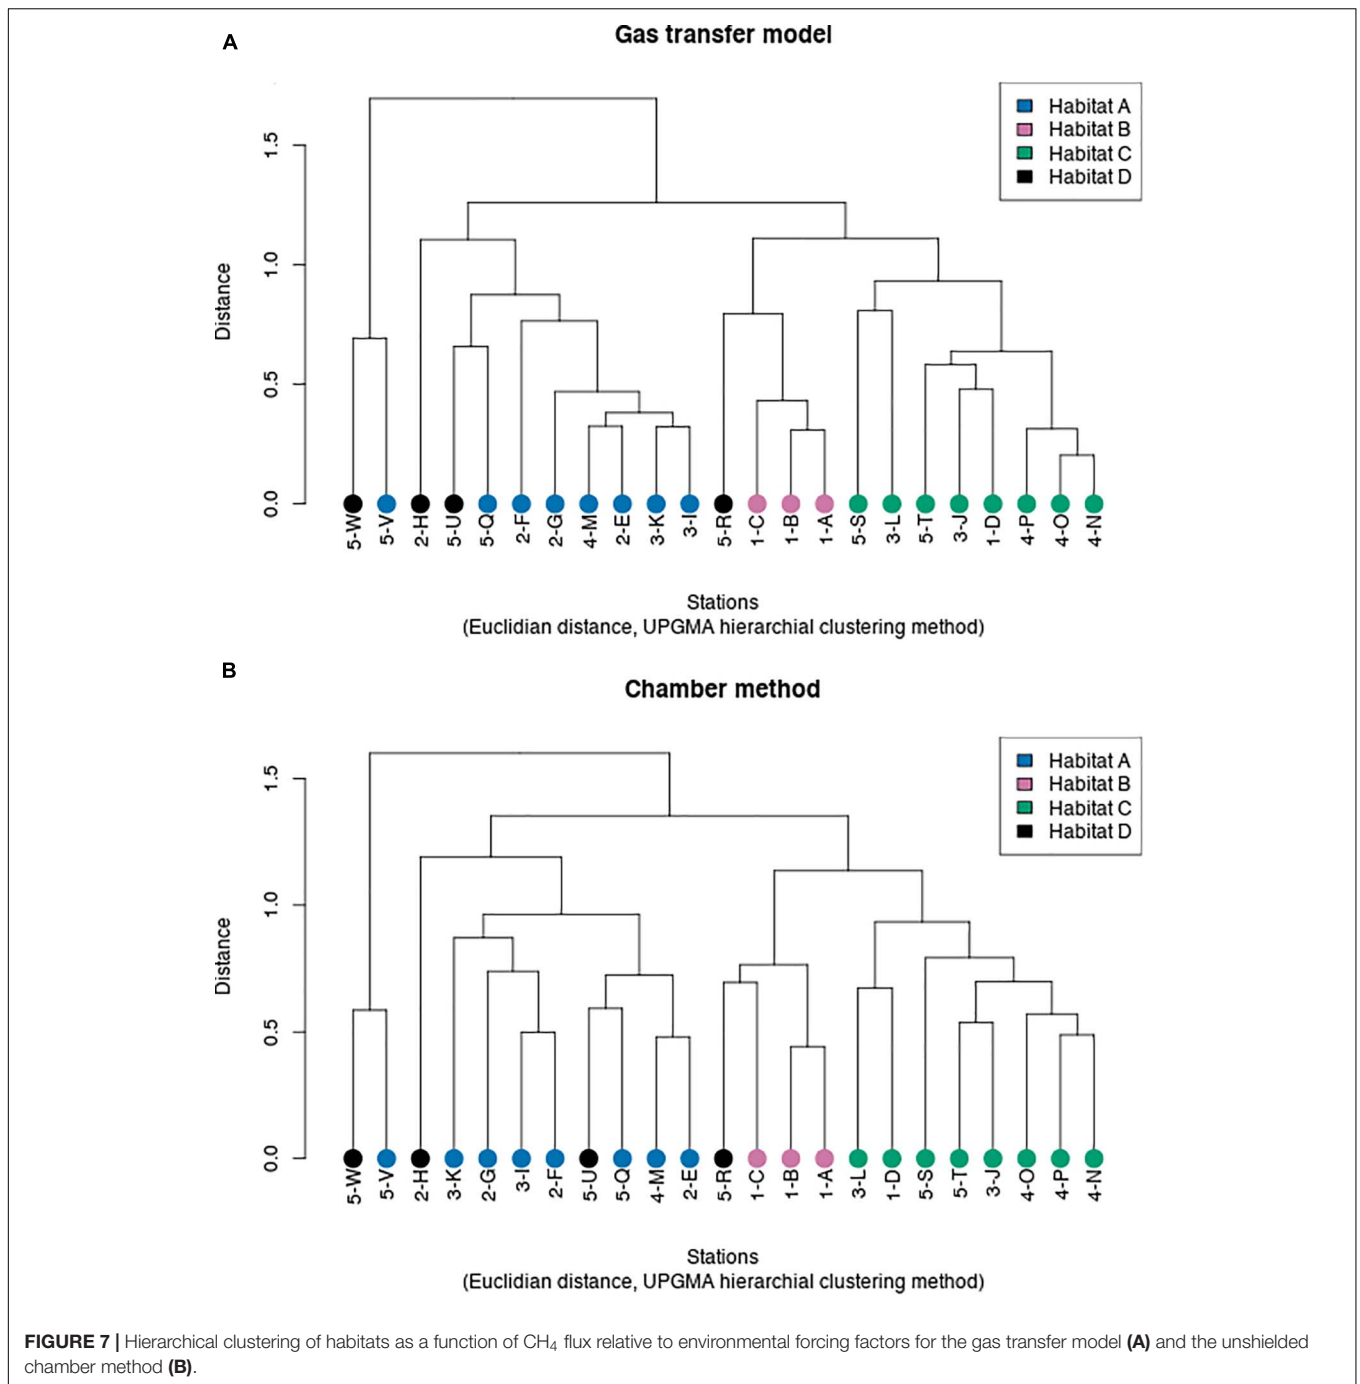 A
Gas transfer model
Habitat A
Habitat B
Habitat C
Habitat D
Distance
1.5
1.0
0.5
0.0
5-W 5-V 2-H 5-U 5-Q 2-F 2-G 4-M 2-E 3-K 3-I 5-R 1-C 1-B 1-A 5-S 3-L 5-T 3-J 1-D 4-P 4-O 4-N
Stations
(Euclidian distance, UPGMA hierarchial clustering method)
B
Chamber method
Habitat A
Habitat B
Habitat C
Habitat D
Distance
1.5
1.0
0.5
0.0
5-W 5-V 2-H 3-K 2-G 3-I 2-F 5-U 5-Q 4-M 2-E 5-R 1-C 1-B 1-A 3-L 1-D 5-S 5-T 3-J 4-O 4-P 4-N
Stations
(Euclidian distance, UPGMA hierarchial clustering method)
FIGURE 7 | Hierarchical clustering of habitats as a function of CH₄ flux relative to environmental forcing factors for the gas transfer model (A) and the unshielded
chamber method (B).